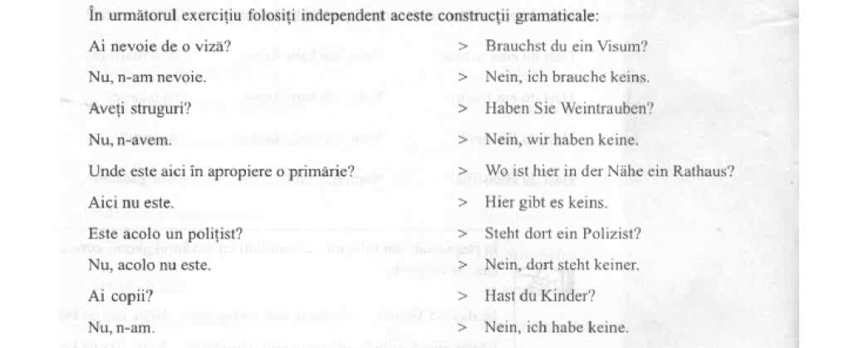 În următorul exercițiu folosiți independent aceste construcții gramaticale:
Ai nevoie de o viză? > Brauchst du ein Visum?
Nu, n-am nevoie. > Nein, ich brauche keins.
Aveți struguri? > Haben Sie Weintrauben?
Nu, n-avem. > Nein, wir haben keine.
Unde este aici în apropiere o primărie? > Wo ist hier in der Nähe ein Rathaus?
Aici nu este. > Hier gibt es keins.
Este acolo un polițist? > Steht dort ein Polizist?
Nu, acolo nu este. > Nein, dort steht keiner.
Ai copii? > Hast du Kinder?
Nu, n-am. > Nein, ich habe keine.